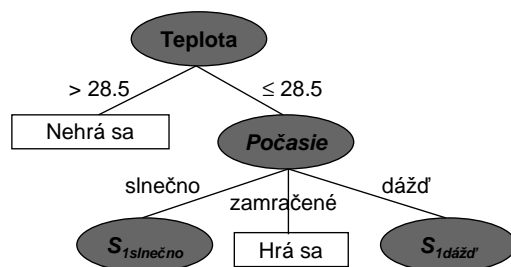 Teplota
> 28.5
≤ 28.5
Nehrá sa
Počasie
slnečno
zamračené
dážď
S1slnečno
Hrá sa
S1dážď